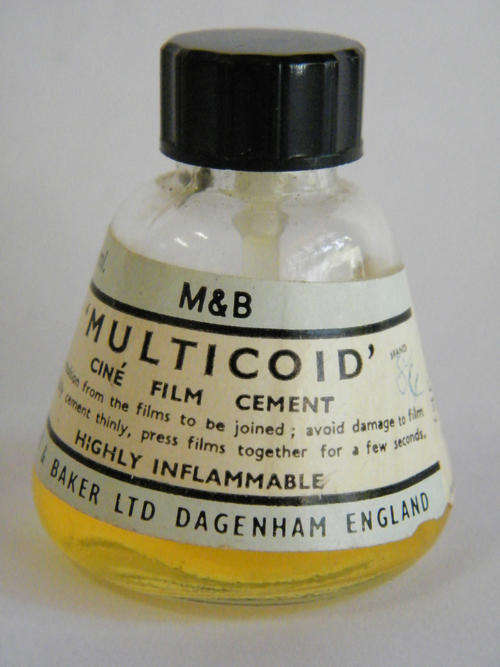 M&B
'MULTICOID'
BRAND
CINÉ FILM CEMENT
from the films to be joined; avoid damage to film
cement thinly, press films together for a few seconds.
HIGHLY INFLAMMABLE
& BAKER LTD DAGENHAM ENGLAND